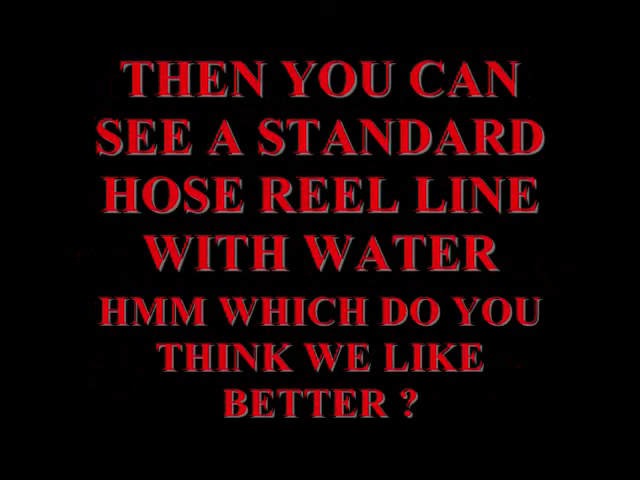 THEN YOU CAN
SEE A STANDARD
HOSE REEL LINE
WITH WATER
HMM WHICH DO YOU
THINK WE LIKE
BETTER ?